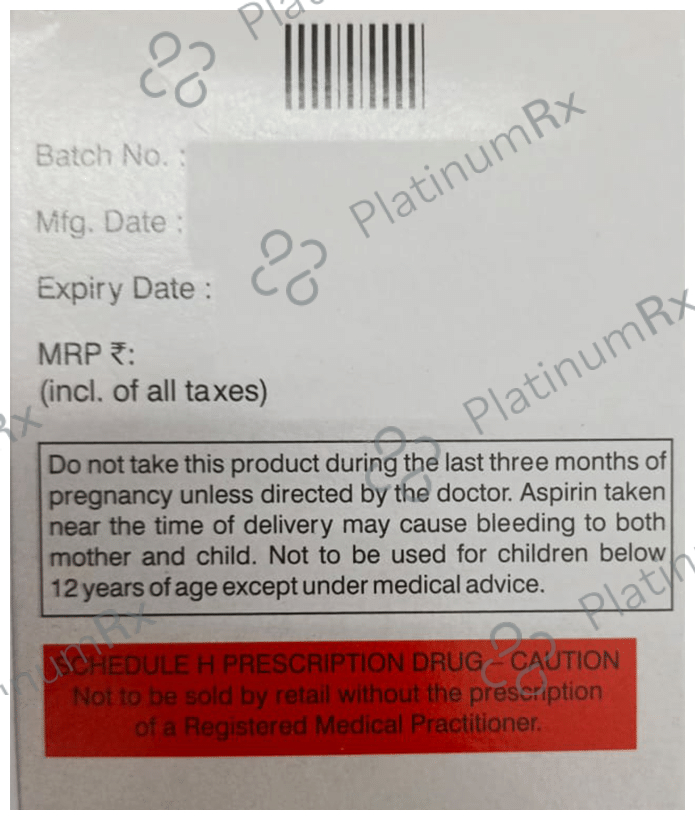 PlatinumRx
Batch No. :
Mfg. Date :
PlatinumRx
Expiry Date :
MRP ₹:
(incl. of all taxes)
PlatinumRx
Do not take this product during the last three months of
pregnancy unless directed by the doctor. Aspirin taken
near the time of delivery may cause bleeding to both
mother and child. Not to be used for children below
12 years of age except under medical advice.
SCHEDULE H PRESCRIPTION DRUG – CAUTION
Not to be sold by retail without the prescription
of a Registered Medical Practitioner.